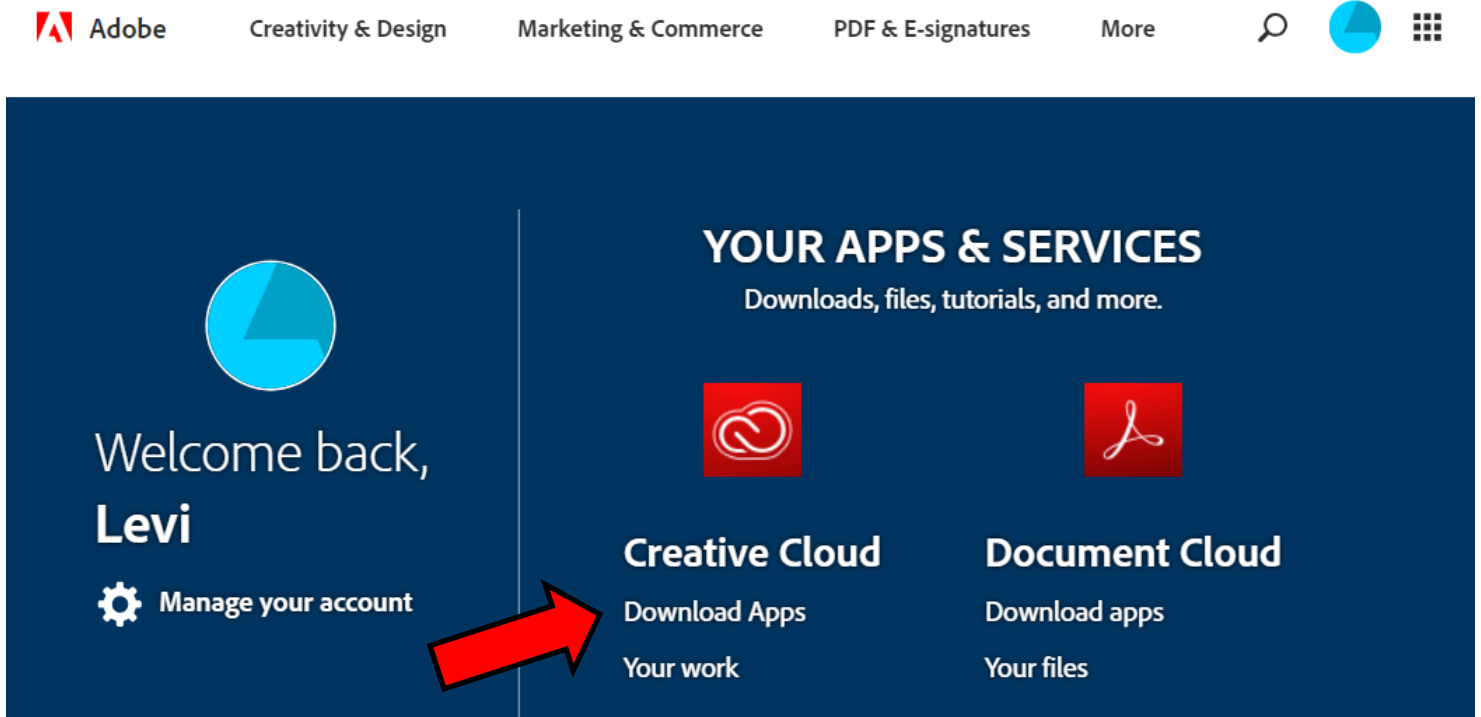 Adobe Creativity & Design Marketing & Commerce PDF & E-signatures More
Welcome back,
Levi
Manage your account
YOUR APPS & SERVICES
Downloads, files, tutorials, and more.
Creative Cloud
Download Apps
Your work
Document Cloud
Download apps
Your files